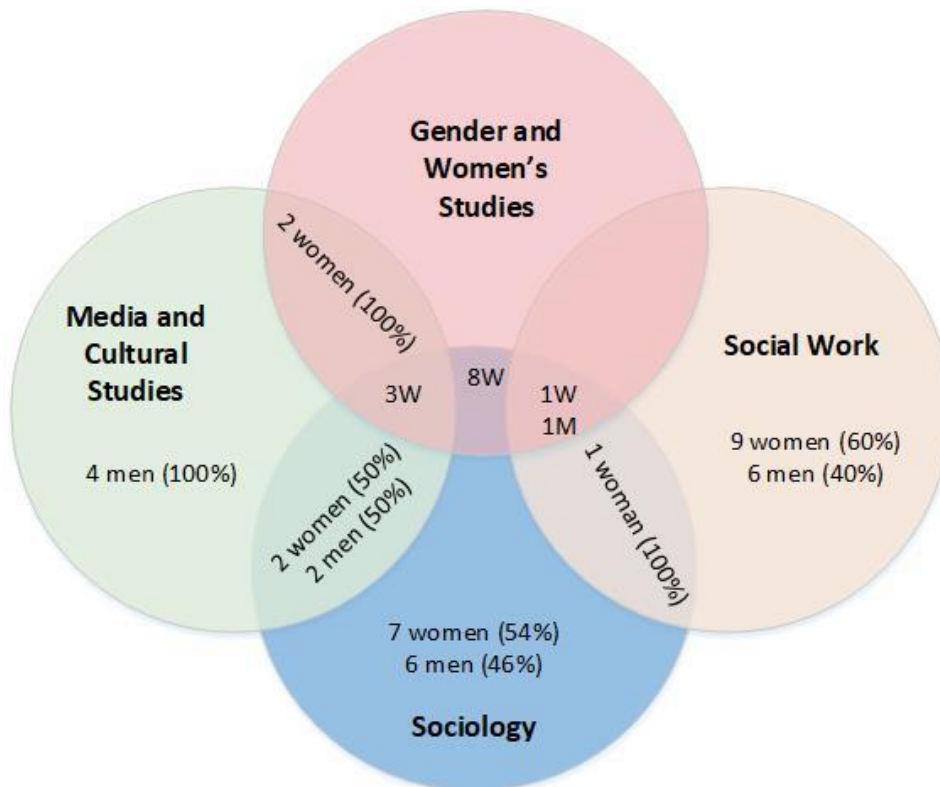 Gender and
Women's
Studies
2 women (100%)
Media and
Cultural
Studies
Social Work
8W
3W
1W
1M
9 women (60%)
6 men (40%)
4 men (100%)
2 women (50%)
2 men (50%)
1 woman (100%)
7 women (54%)
6 men (46%)
Sociology